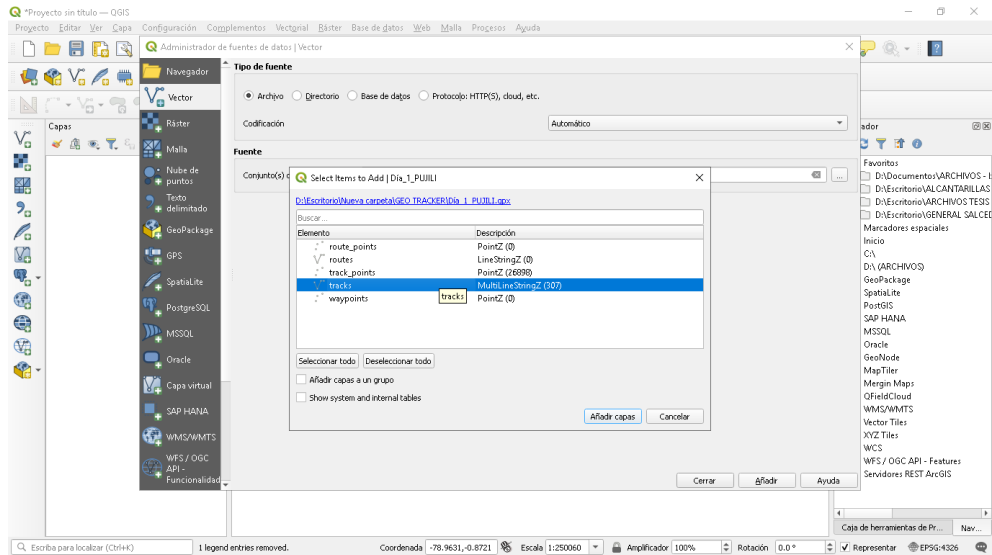 *Proyecto sin título — QGIS
Proyecto Editar Ver Capa Configuración Complementos Vectorial Ráster Base de datos Web Malla Procesos Ayuda
Administrador de fuentes de datos | Vector
Navegador
Vector
Ráster
Malla
Nube de
puntos
Texto
delimitado
GeoPackage
GPS
SpatiaLite
PostgreSQL
MSSQL
Oracle
Capa virtual
SAP HANA
WMS/WMTS
WFS / OGC
API -
Funcionalidad
Capas
Tipo de fuente
Archivo Directorio Base de datos Protocolo: HTTP(S), cloud, etc.
Codificación Automático
Fuente
Conjunto(s) d
...
Select Items to Add | Día_1_PUJILI
D:\Escritorio\Nueva carpeta\GEO TRACKER\Día_1_PUJILI.gpx
Buscar...
Elemento Descripción
route_points PointZ (0)
routes LineStringZ (0)
track_points PointZ (26898)
tracks MultiLineStringZ (307)
waypoints PointZ (0)
tracks
Seleccionar todo Deseleccionar todo
Añadir capas a un grupo
Show system and internal tables
Añadir capas Cancelar
Cerrar Añadir Ayuda
ador
Favoritos
D:\Documentos\ARCHIVOS - I
D:\Escritorio\ALCANTARILLAS
D:\Escritorio\ARCHIVOS TESIS
D:\Escritorio\GENERAL SALCED
Marcadores espaciales
Inicio
C:\
D:\ (ARCHIVOS)
GeoPackage
SpatiaLite
PostGIS
SAP HANA
MSSQL
Oracle
GeoNode
MapTiler
Mergin Maps
QFieldCloud
WMS/WMTS
Vector Tiles
XYZ Tiles
WCS
WFS / OGC API - Features
Servidores REST ArcGIS
Caja de herramientas de Pr... Nav...
Escriba para localizar (Ctrl+K) 1 legend entries removed. Coordenada -78.9631,-0.8721 Escala 1:250060 Amplificador 100% Rotación 0.0 ° Representar EPSG:4326